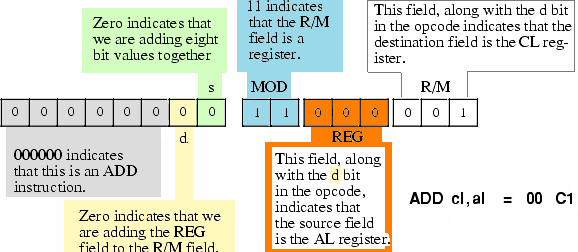 Zero indicates that
we are adding eight
bit values together
11 indicates
that the R/M
field is a
register.
This field, along with the d bit
in the opcode indicates that the
destination field is the CL reg-
ister.
s
MOD
R/M
0 0 0 0 0 0 0 0 1 1 0 0 0 0 0 1
d
REG
000000 indicates
that this is an ADD
instruction.
This field, along
with the d bit
in the opcode,
indicates that
the source field
is the AL register.
ADD cl,al = 00 C1
Zero indicates that we
are adding the REG
field to the R/M field.